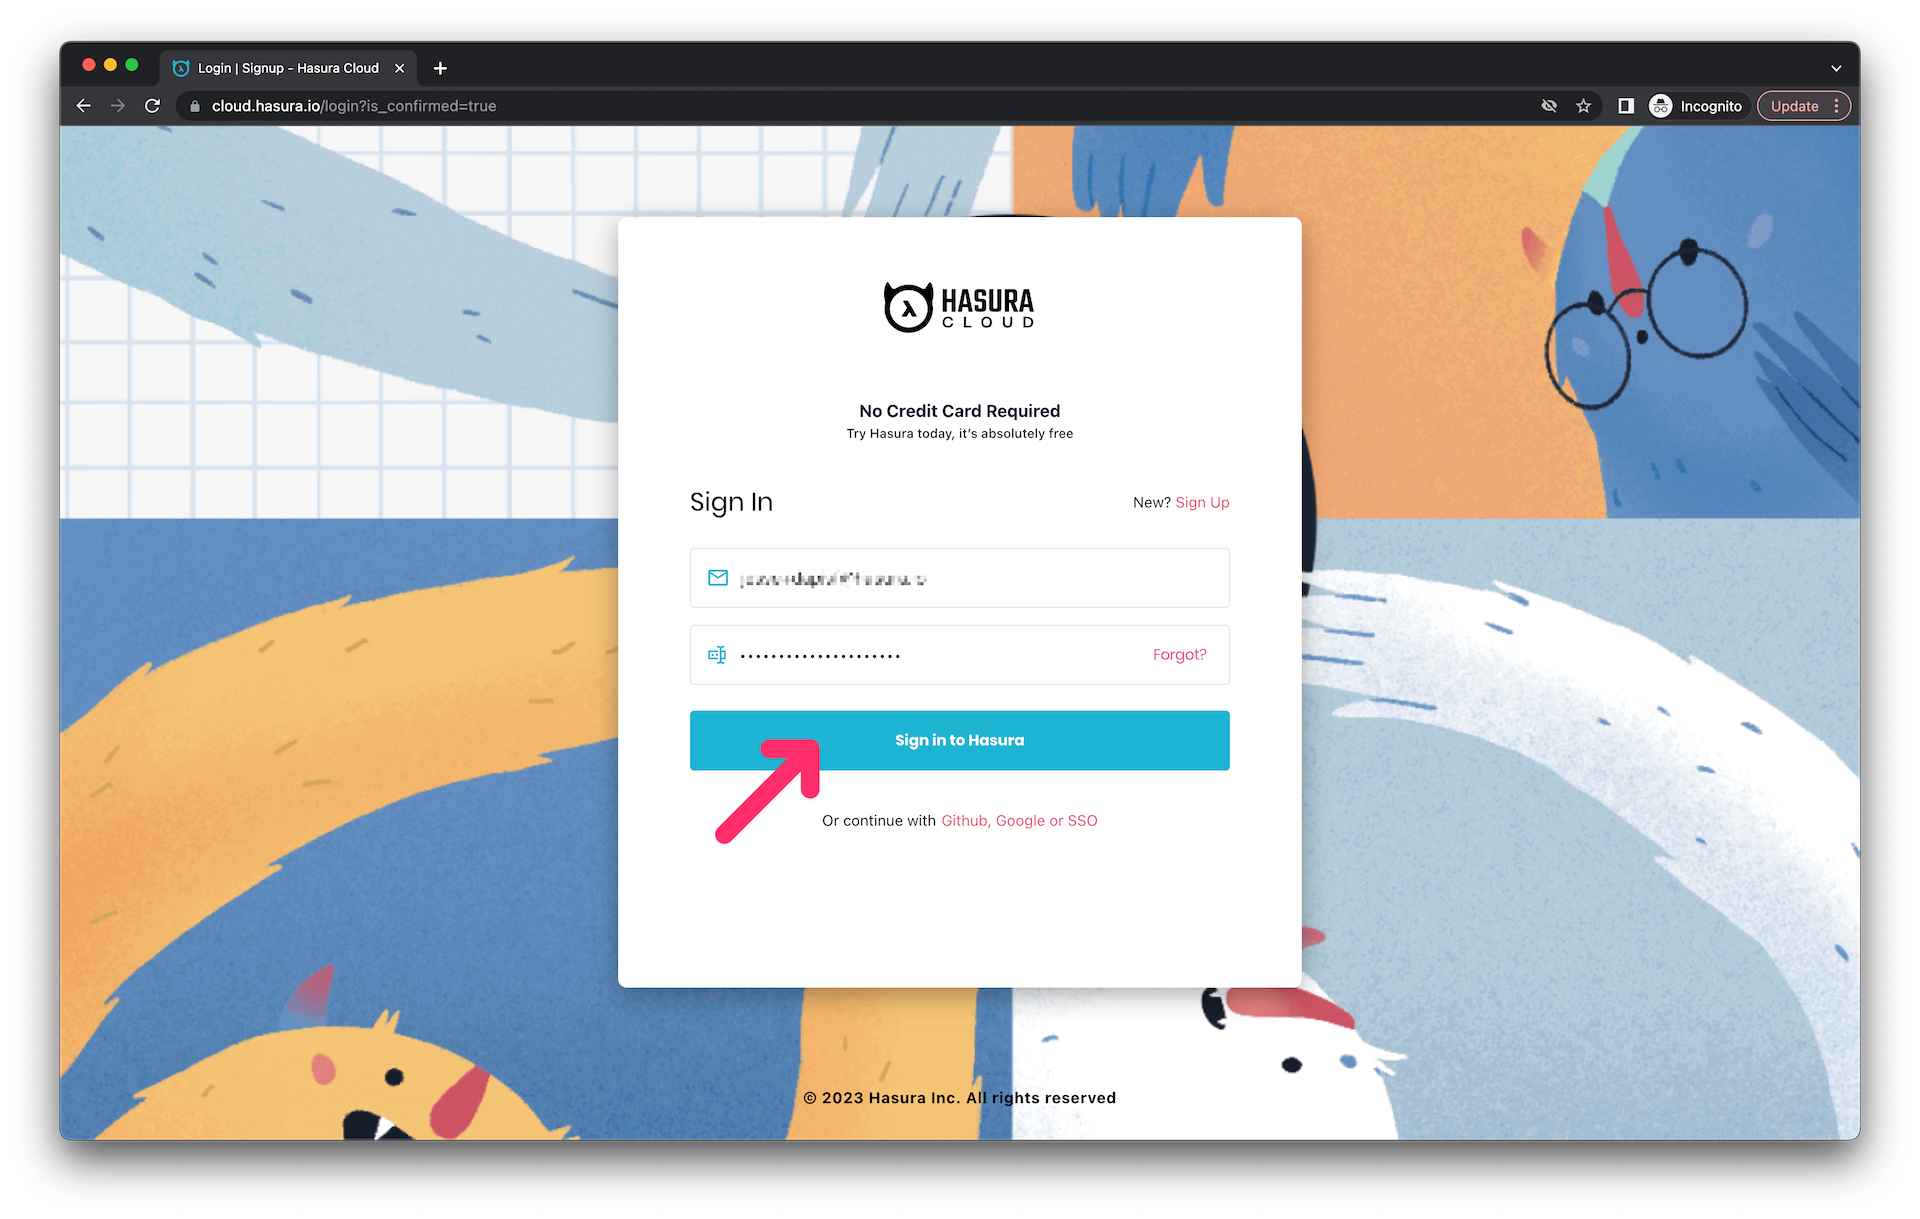 Login | Signup - Hasura Cloud
cloud.hasura.io/login?is_confirmed=true
Incognito
Update
HASURA
CLOUD
No Credit Card Required
Try Hasura today, it's absolutely free
Sign In
New? Sign Up
Forgot?
Sign in to Hasura
Or continue with Github, Google or SSO
© 2023 Hasura Inc. All rights reserved